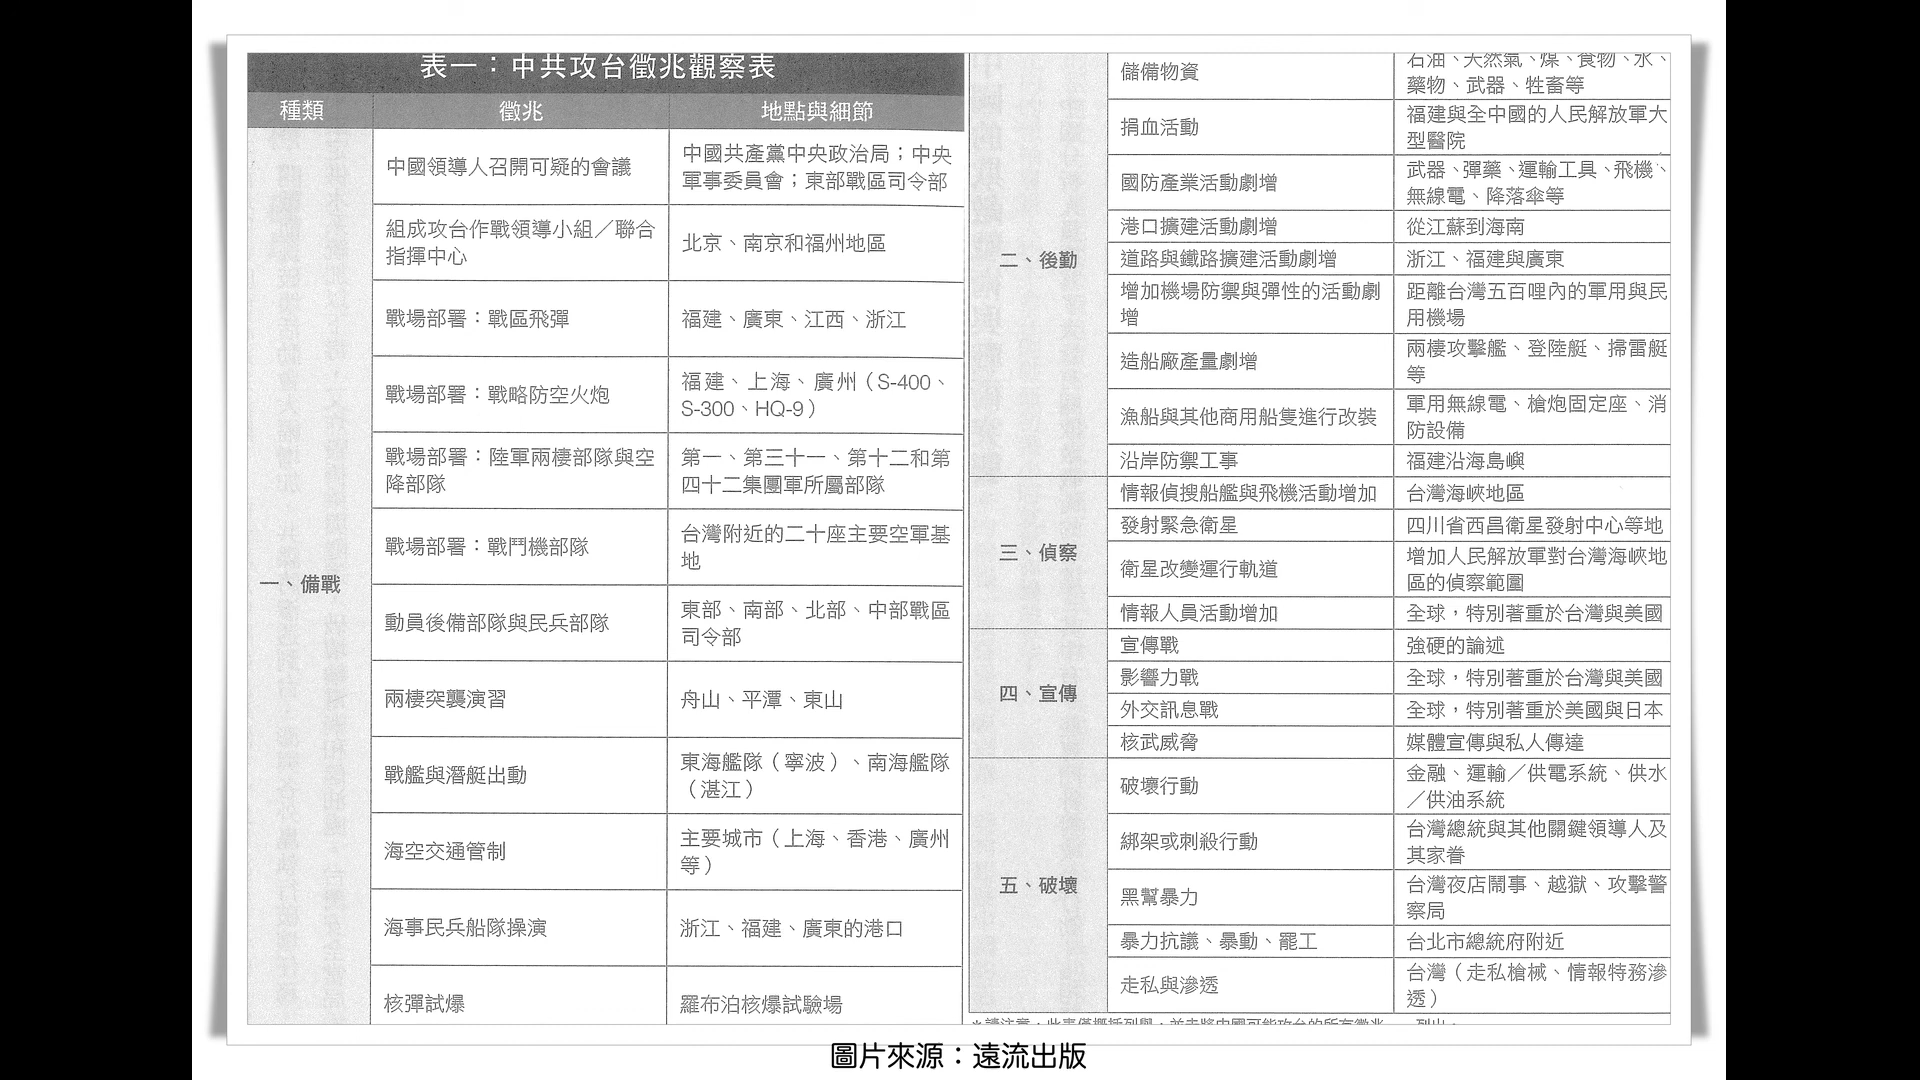 表一：中共攻台徵兆觀察表
種類 徵兆 地點與細節
一、備戰
中國領導人召開可疑的會議
中國共產黨中央政治局；中央
軍事委員會；東部戰區司令部
組成攻台作戰領導小組／聯合
指揮中心
北京、南京和福州地區
戰場部署：戰區飛彈
福建、廣東、江西、浙江
戰場部署：戰略防空火炮
福建、上海、廣州（S-400、
S-300、HQ-9）
戰場部署：陸軍兩棲部隊與空
降部隊
第一、第三十一、第十二和第
四十二集團軍所屬部隊
戰場部署：戰鬥機部隊
台灣附近的二十座主要空軍基
地
動員後備部隊與民兵部隊
東部、南部、北部、中部戰區
司令部
兩棲突襲演習
舟山、平潭、東山
戰艦與潛艇出動
東海艦隊（寧波）、南海艦隊
（湛江）
海空交通管制
主要城市（上海、香港、廣州
等）
海事民兵船隊操演
浙江、福建、廣東的港口
核彈試爆
羅布泊核爆試驗場
二、後勤
儲備物資
石油、天然氣、煤、食物、水、
藥物、武器、牲畜等
捐血活動
福建與全中國的人民解放軍大
型醫院
國防產業活動劇增
武器、彈藥、運輸工具、飛機、
無線電、降落傘等
港口擴建活動劇增
從江蘇到海南
道路與鐵路擴建活動劇增
浙江、福建與廣東
增加機場防禦與彈性的活動劇
增
距離台灣五百哩內的軍用與民
用機場
造船廠產量劇增
兩棲攻擊艦、登陸艇、掃雷艇
等
漁船與其他商用船隻進行改裝
軍用無線電、槍炮固定座、消
防設備
沿岸防禦工事
福建沿海島嶼
三、偵察
情報偵搜船艦與飛機活動增加
台灣海峽地區
發射緊急衛星
四川省西昌衛星發射中心等地
衛星改變運行軌道
增加人民解放軍對台灣海峽地
區的偵察範圍
情報人員活動增加
全球，特別著重於台灣與美國
四、宣傳
宣傳戰
強硬的論述
影響力戰
全球，特別著重於台灣與美國
外交訊息戰
全球，特別著重於美國與日本
核武威脅
媒體宣傳與私人傳達
五、破壞
破壞行動
金融、運輸／供電系統、供水
／供油系統
綁架或刺殺行動
台灣總統與其他關鍵領導人及
其家眷
黑幫暴力
台灣夜店鬧事、越獄、攻擊警
察局
暴力抗議、暴動、罷工
台北市總統府附近
走私與滲透
台灣（走私槍械、情報特務滲
透）
圖片來源：遠流出版